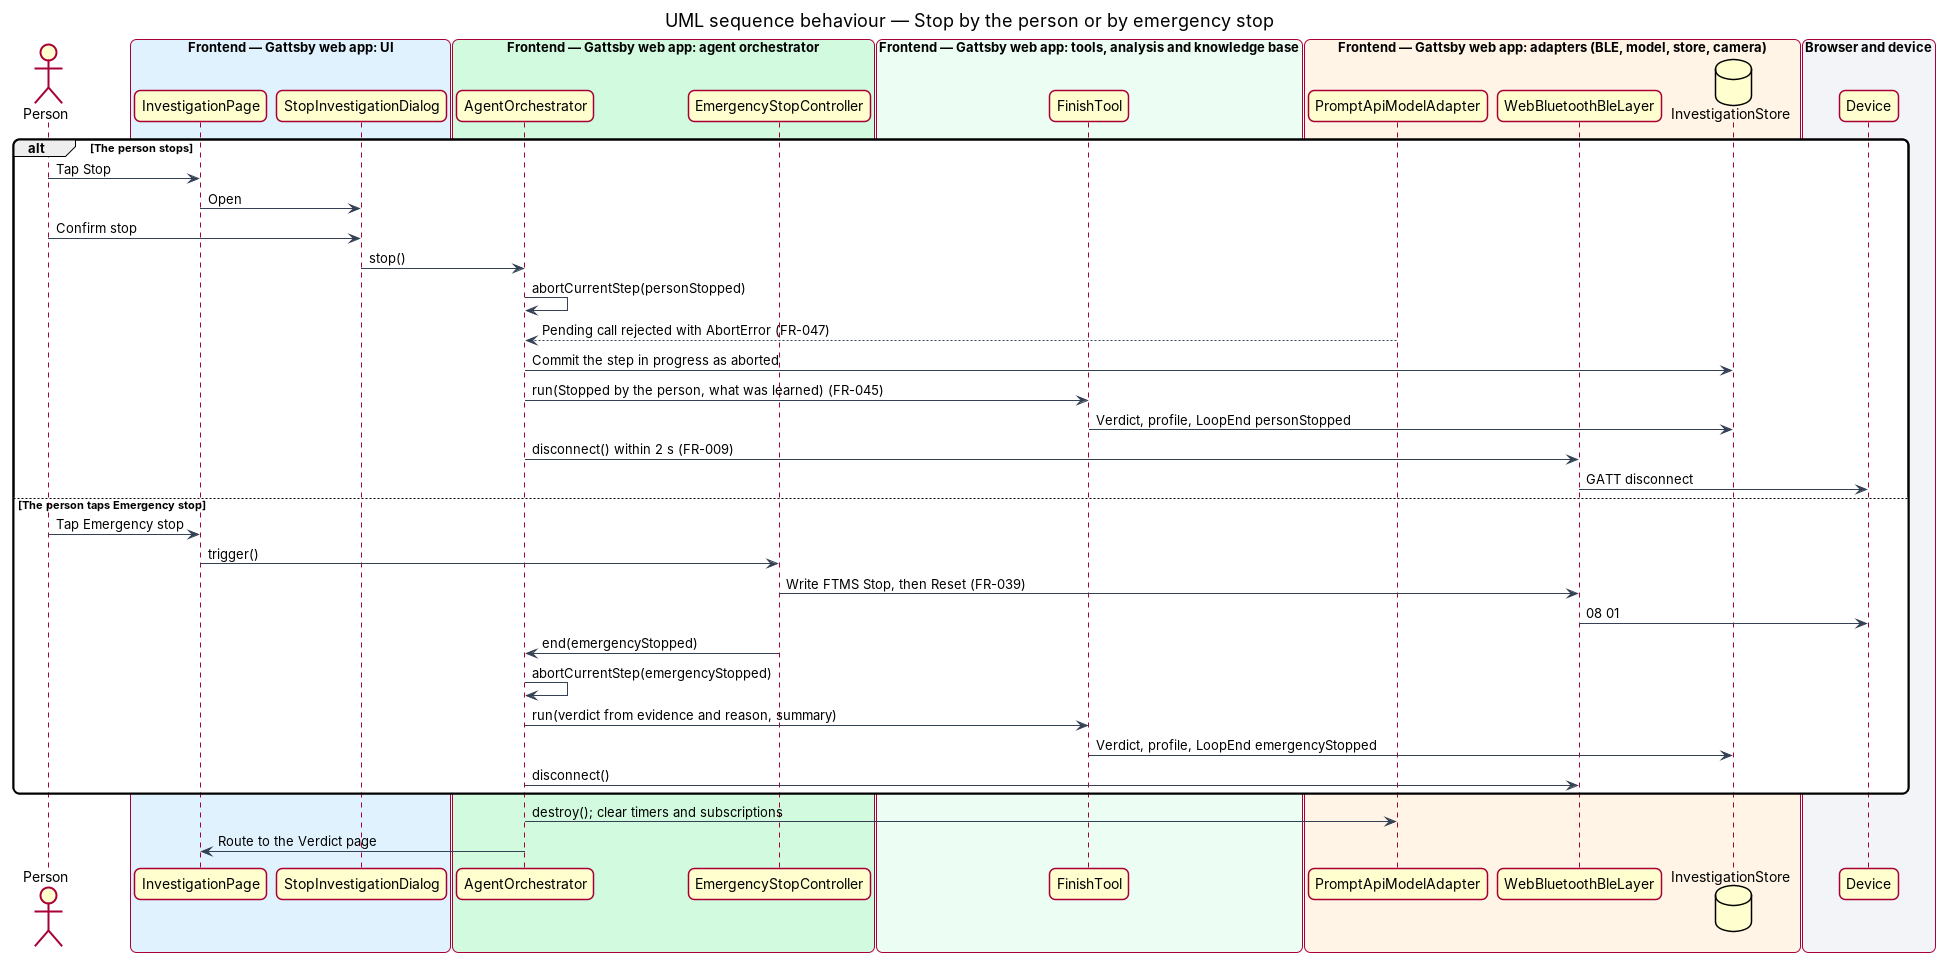 UML sequence behaviour — Stop by the person or by emergency stop
Frontend — Gattsby web app: UI
Frontend — Gattsby web app: agent orchestrator
Frontend — Gattsby web app: tools, analysis and knowledge base
Frontend — Gattsby web app: adapters (BLE, model, store, camera)
Browser and device
Person
InvestigationPage
StopInvestigationDialog
AgentOrchestrator
EmergencyStopController
FinishTool
PromptApiModelAdapter
WebBluetoothBleLayer
InvestigationStore
Device
alt
[The person stops]
Tap Stop
Open
Confirm stop
stop()
abortCurrentStep(personStopped)
Pending call rejected with AbortError (FR-047)
Commit the step in progress as aborted
run(Stopped by the person, what was learned) (FR-045)
Verdict, profile, LoopEnd personStopped
disconnect() within 2 s (FR-009)
GATT disconnect
[The person taps Emergency stop]
Tap Emergency stop
trigger()
Write FTMS Stop, then Reset (FR-039)
08 01
end(emergencyStopped)
abortCurrentStep(emergencyStopped)
run(verdict from evidence and reason, summary)
Verdict, profile, LoopEnd emergencyStopped
disconnect()
destroy(); clear timers and subscriptions
Route to the Verdict page
Person
InvestigationPage
StopInvestigationDialog
AgentOrchestrator
EmergencyStopController
FinishTool
PromptApiModelAdapter
WebBluetoothBleLayer
InvestigationStore
Device